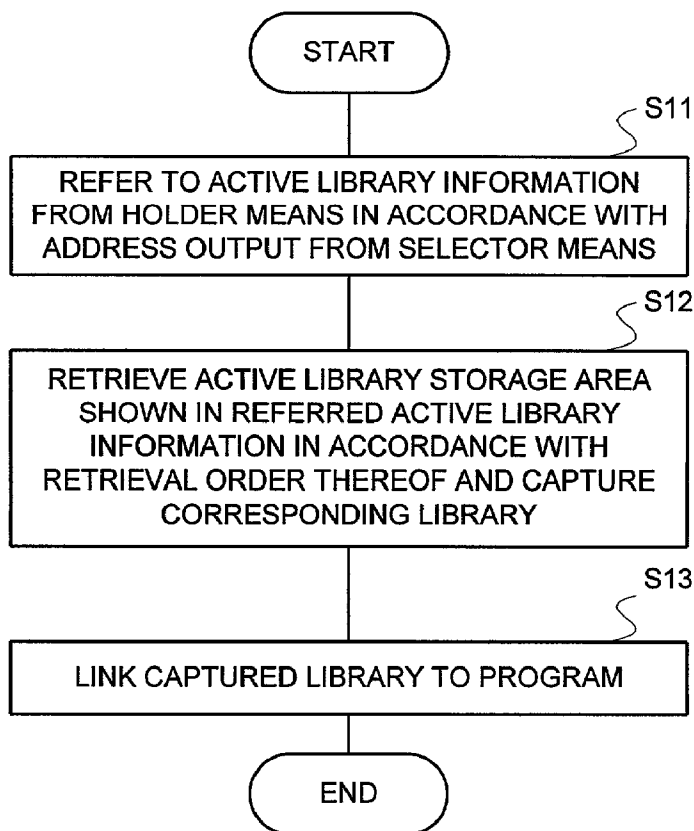 START
S11
REFER TO ACTIVE LIBRARY INFORMATION
FROM HOLDER MEANS IN ACCORDANCE WITH
ADDRESS OUTPUT FROM SELECTOR MEANS
S12
RETRIEVE ACTIVE LIBRARY STORAGE AREA
SHOWN IN REFERRED ACTIVE LIBRARY
INFORMATION IN ACCORDANCE WITH
RETRIEVAL ORDER THEREOF AND CAPTURE
CORRESPONDING LIBRARY
S13
LINK CAPTURED LIBRARY TO PROGRAM
END